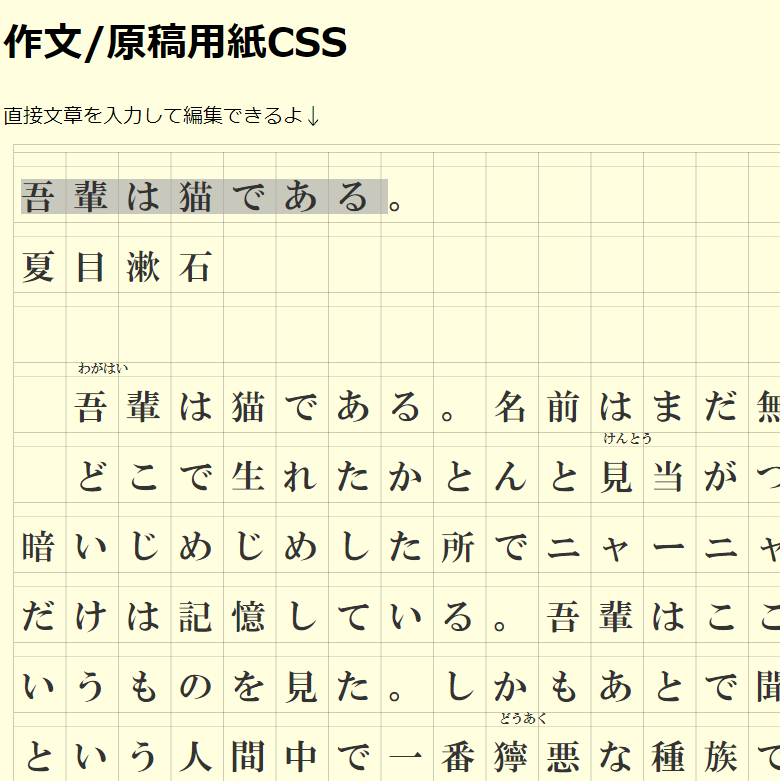 作文/原稿用紙CSS
直接文章を入力して編集できるよ↓
吾輩は猫である。
夏目漱石
わがはい
吾輩は猫である。名前はまだ無
けんとう
どこで生れたかとんと見当がつ
暗いじめじめした所でニャーニャ
だけは記憶している。吾輩はここ
いうものを見た。しかもあとで聞
どうあく
という人間中で一番獰悪な種族で